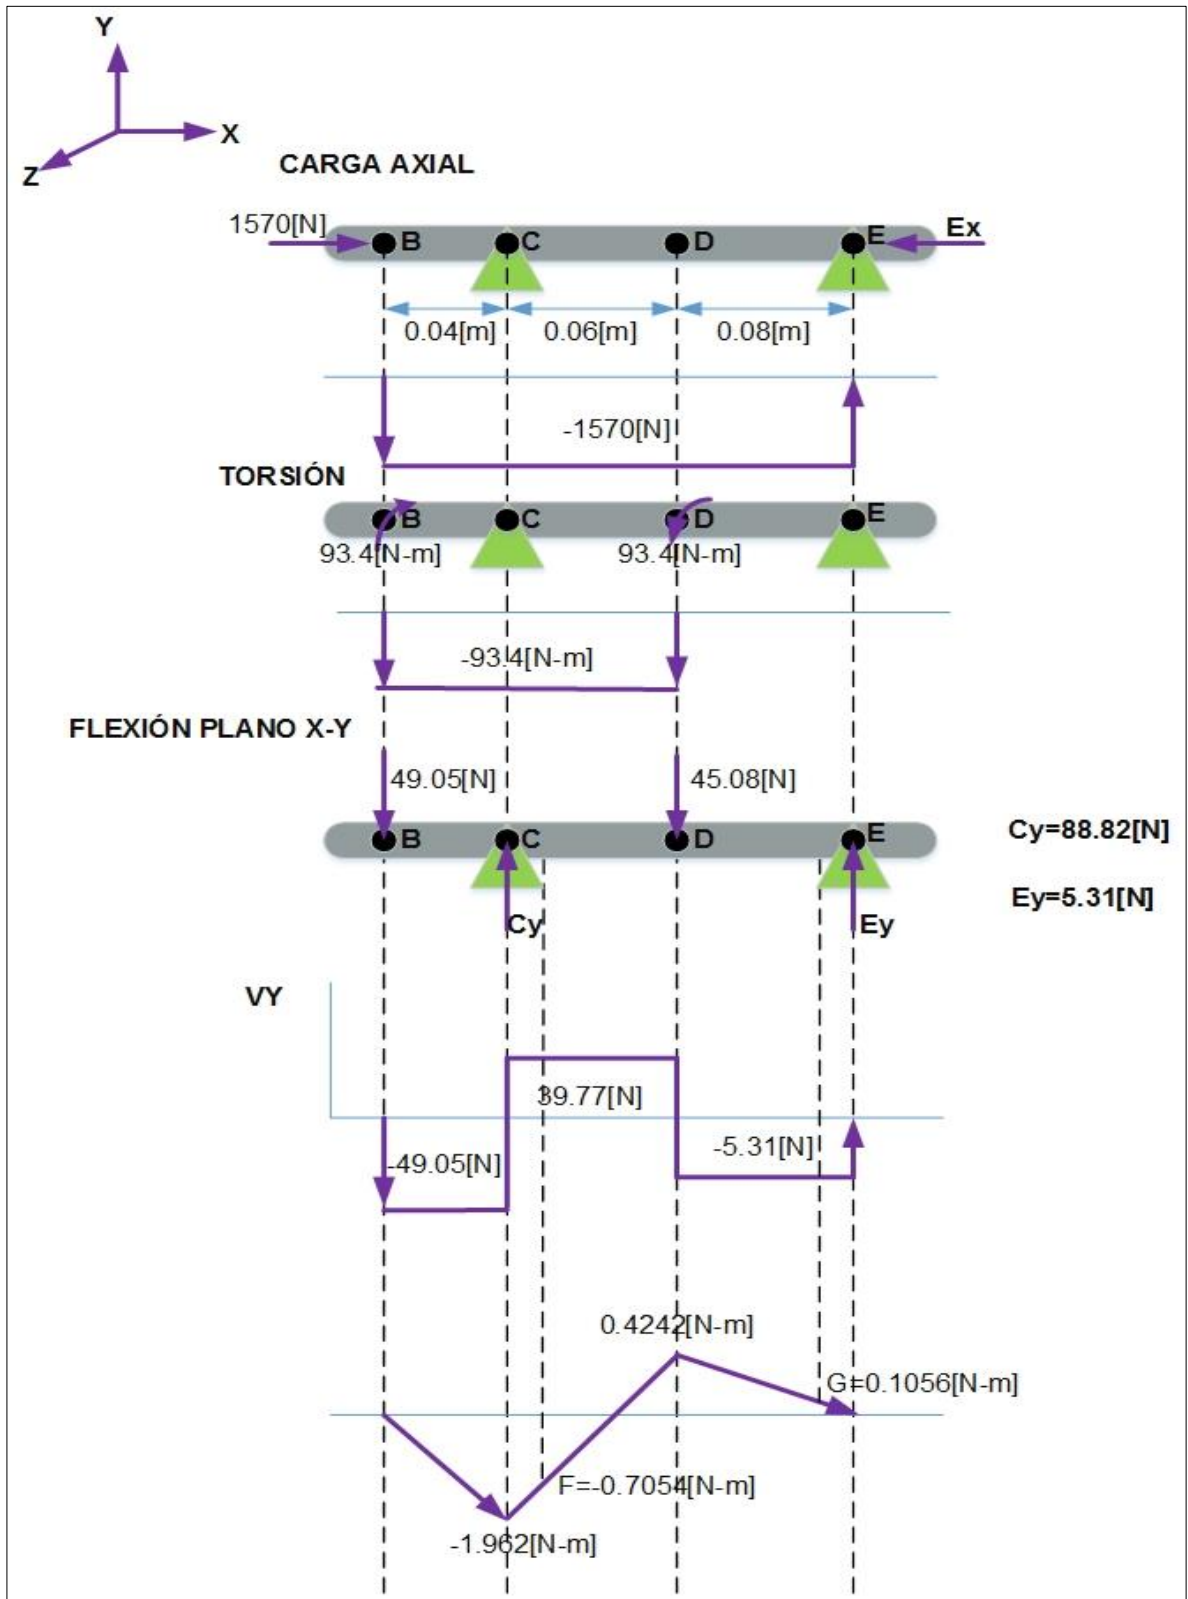 Y
X
Z
CARGA AXIAL
1570[N]
B
C
D
E
Ex
0.04[m]
0.06[m]
0.08[m]
-1570[N]
TORSIÓN
B
C
D
E
93.4[N-m]
93.4[N-m]
-93.4[N-m]
FLEXIÓN PLANO X-Y
49.05[N]
45.08[N]
B
C
D
E
Cy=88.82[N]
Ey=5.31[N]
Cy
Ey
VY
39.77[N]
-49.05[N]
-5.31[N]
0.4242[N-m]
G=0.1056[N-m]
F=-0.7054[N-m]
-1.962[N-m]